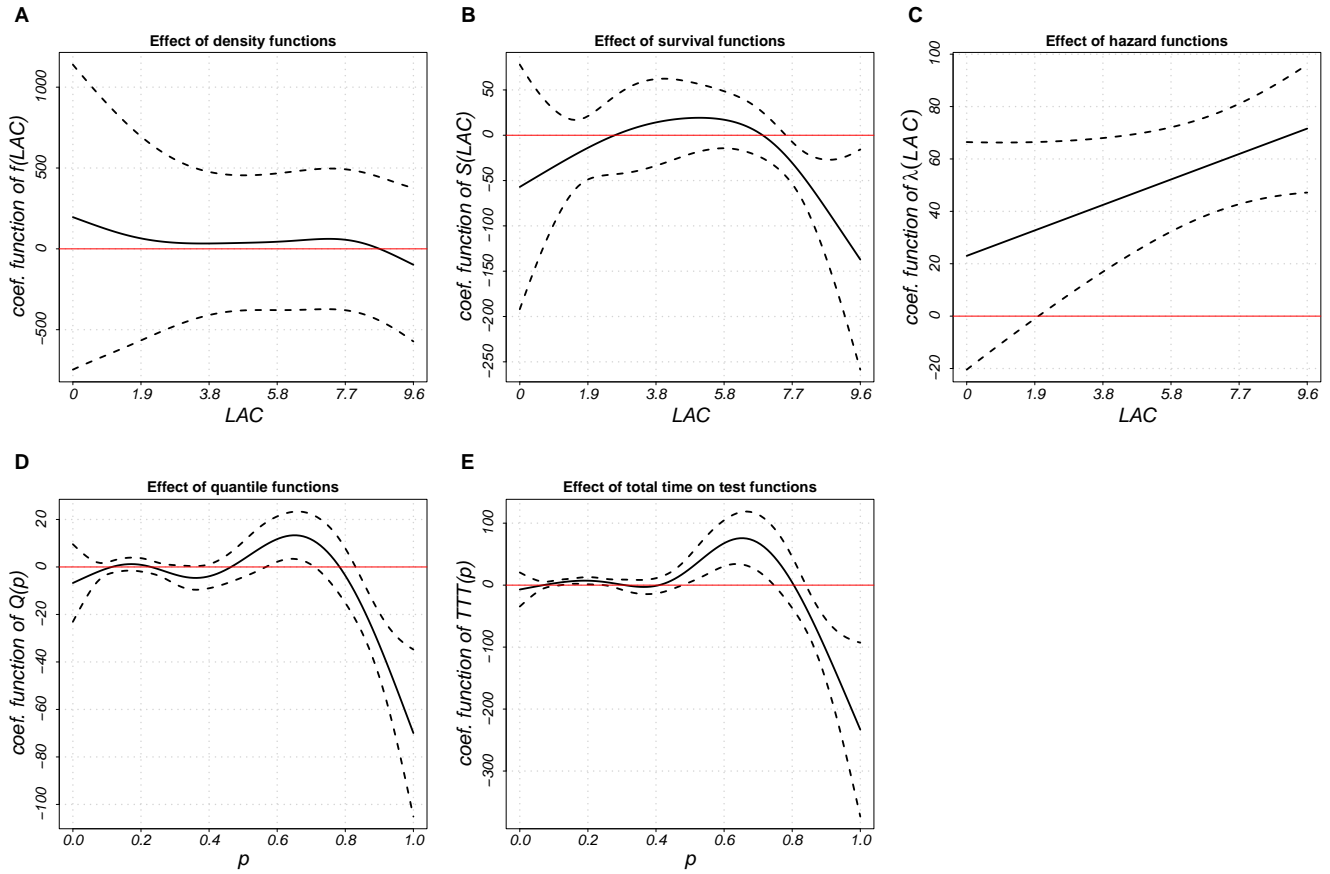 A
Effect of density functions
coef. function of f(LAC)
1000
500
0
−500
0 1.9 3.8 5.8 7.7 9.6
LAC
B
Effect of survival functions
coef. function of S(LAC)
50
0
−50
−100
−150
−200
−250
0 1.9 3.8 5.8 7.7 9.6
LAC
C
Effect of hazard functions
coef. function of λ(LAC)
100
80
60
40
20
0
−20
0 1.9 3.8 5.8 7.7 9.6
LAC
D
Effect of quantile functions
coef. function of Q(p)
20
0
−20
−40
−60
−80
−100
0.0 0.2 0.4 0.6 0.8 1.0
p
E
Effect of total time on test functions
coef. function of TTT(p)
100
0
−100
−200
−300
0.0 0.2 0.4 0.6 0.8 1.0
p